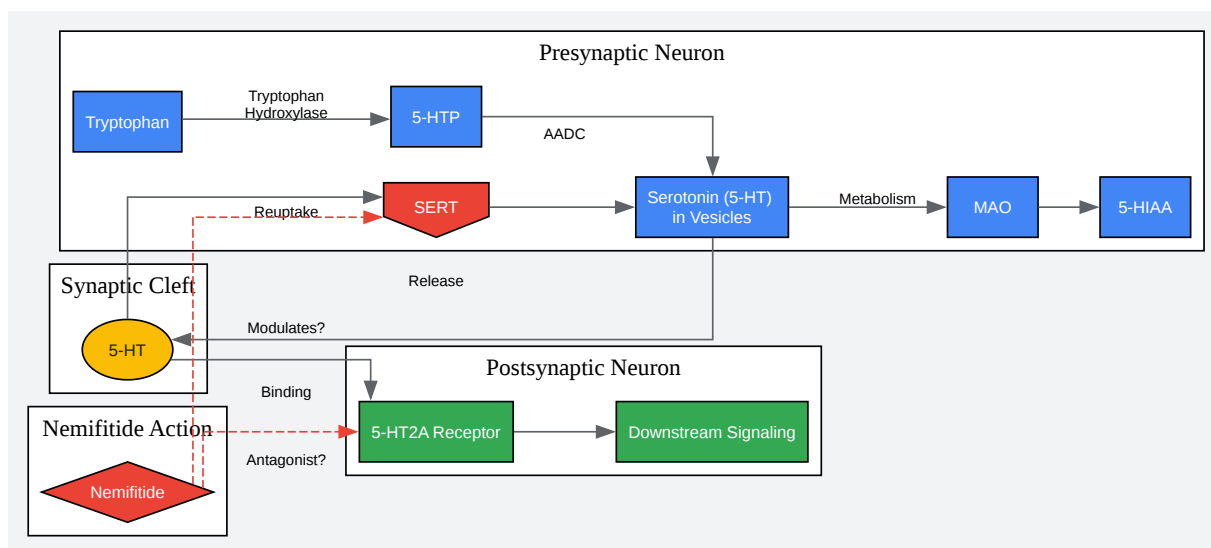 Presynaptic Neuron
Tryptophan
Tryptophan
Hydroxylase
5-HTP
AADC
Reuptake
SERT
Serotonin (5-HT)
in Vesicles
Metabolism
MAO
5-HIAA
Synaptic Cleft
Release
5-HT
Modulates?
Postsynaptic Neuron
Binding
5-HT2A Receptor
Downstream Signaling
Nemifitide Action
Antagonist?
Nemifitide